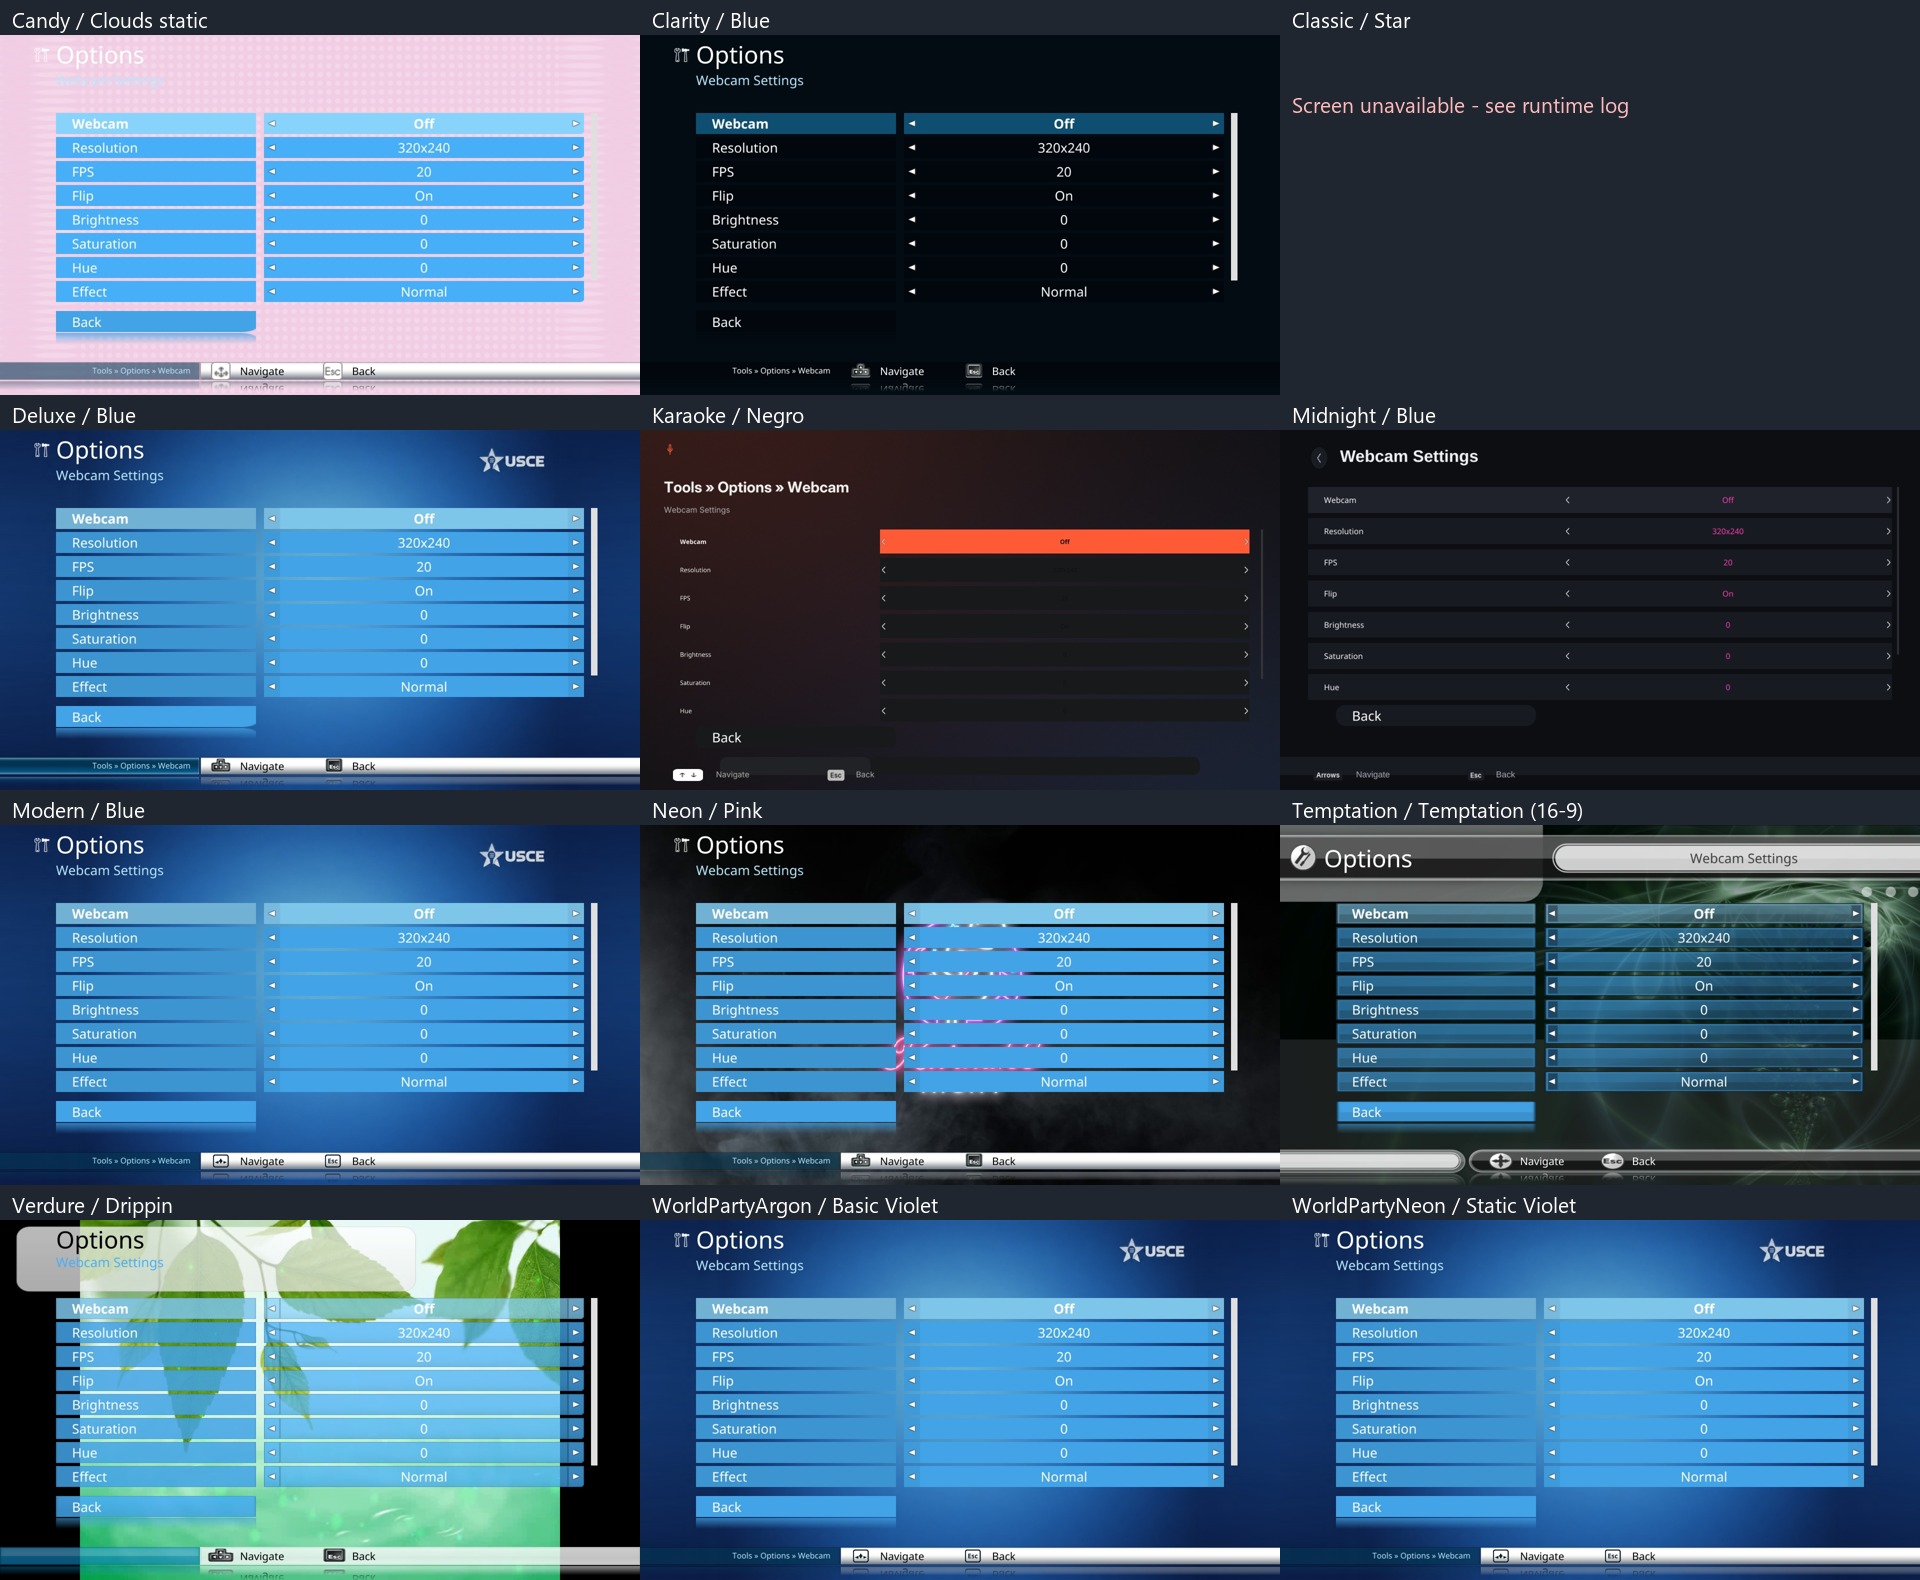 Candy / Clouds static
Options
Webcam Settings
Webcam Off
Resolution 320x240
FPS 20
Flip On
Brightness 0
Saturation 0
Hue 0
Effect Normal
Back
Tools » Options » Webcam Navigate Esc Back
Clarity / Blue
Options
Webcam Settings
Webcam Off
Resolution 320x240
FPS 20
Flip On
Brightness 0
Saturation 0
Hue 0
Effect Normal
Back
Tools » Options » Webcam Navigate Esc Back
Classic / Star
Screen unavailable - see runtime log
Deluxe / Blue
Options
Webcam Settings
USCE
Webcam Off
Resolution 320x240
FPS 20
Flip On
Brightness 0
Saturation 0
Hue 0
Effect Normal
Back
Tools » Options » Webcam Navigate Esc Back
Karaoke / Negro
Tools » Options » Webcam
Webcam Settings
Webcam Off
Resolution
FPS
Flip
Brightness
Saturation
Hue
Back
Navigate Esc Back
Midnight / Blue
Webcam Settings
Webcam Off
Resolution 320x240
FPS 20
Flip On
Brightness 0
Saturation 0
Hue 0
Back
Arrows Navigate Esc Back
Modern / Blue
Options
Webcam Settings
USCE
Webcam Off
Resolution 320x240
FPS 20
Flip On
Brightness 0
Saturation 0
Hue 0
Effect Normal
Back
Tools » Options » Webcam Navigate Esc Back
Neon / Pink
Options
Webcam Settings
Webcam Off
Resolution 320x240
FPS 20
Flip On
Brightness 0
Saturation 0
Hue 0
Effect Normal
Back
Tools » Options » Webcam Navigate Esc Back
Temptation / Temptation (16-9)
Options
Webcam Settings
Webcam Off
Resolution 320x240
FPS 20
Flip On
Brightness 0
Saturation 0
Hue 0
Effect Normal
Back
Navigate Esc Back
Verdure / Drippin
Options
Webcam Settings
Webcam Off
Resolution 320x240
FPS 20
Flip On
Brightness 0
Saturation 0
Hue 0
Effect Normal
Back
Navigate Esc Back
WorldPartyArgon / Basic Violet
Options
Webcam Settings
USCE
Webcam Off
Resolution 320x240
FPS 20
Flip On
Brightness 0
Saturation 0
Hue 0
Effect Normal
Back
Tools » Options » Webcam Navigate Esc Back
WorldPartyNeon / Static Violet
Options
Webcam Settings
USCE
Webcam Off
Resolution 320x240
FPS 20
Flip On
Brightness 0
Saturation 0
Hue 0
Effect Normal
Back
Tools » Options » Webcam Navigate Esc Back